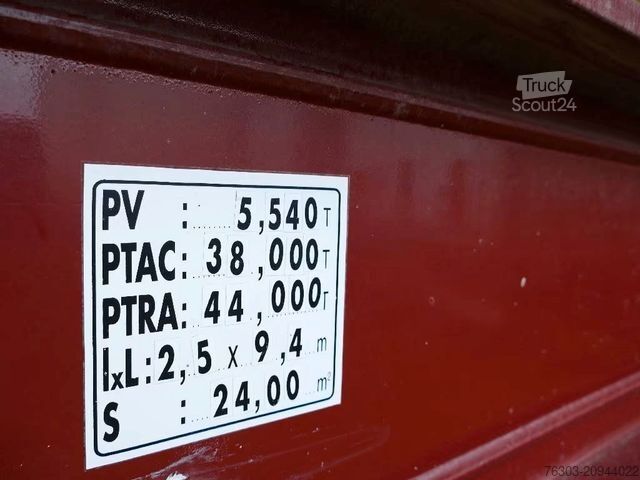 Truck
Scout24
PV : 5,540 T
PTAC: 38,000 T
PTRA: 44,000 T
lxL: 2,5 x 9,4 m
S : 24,00 m²
76303-20944022